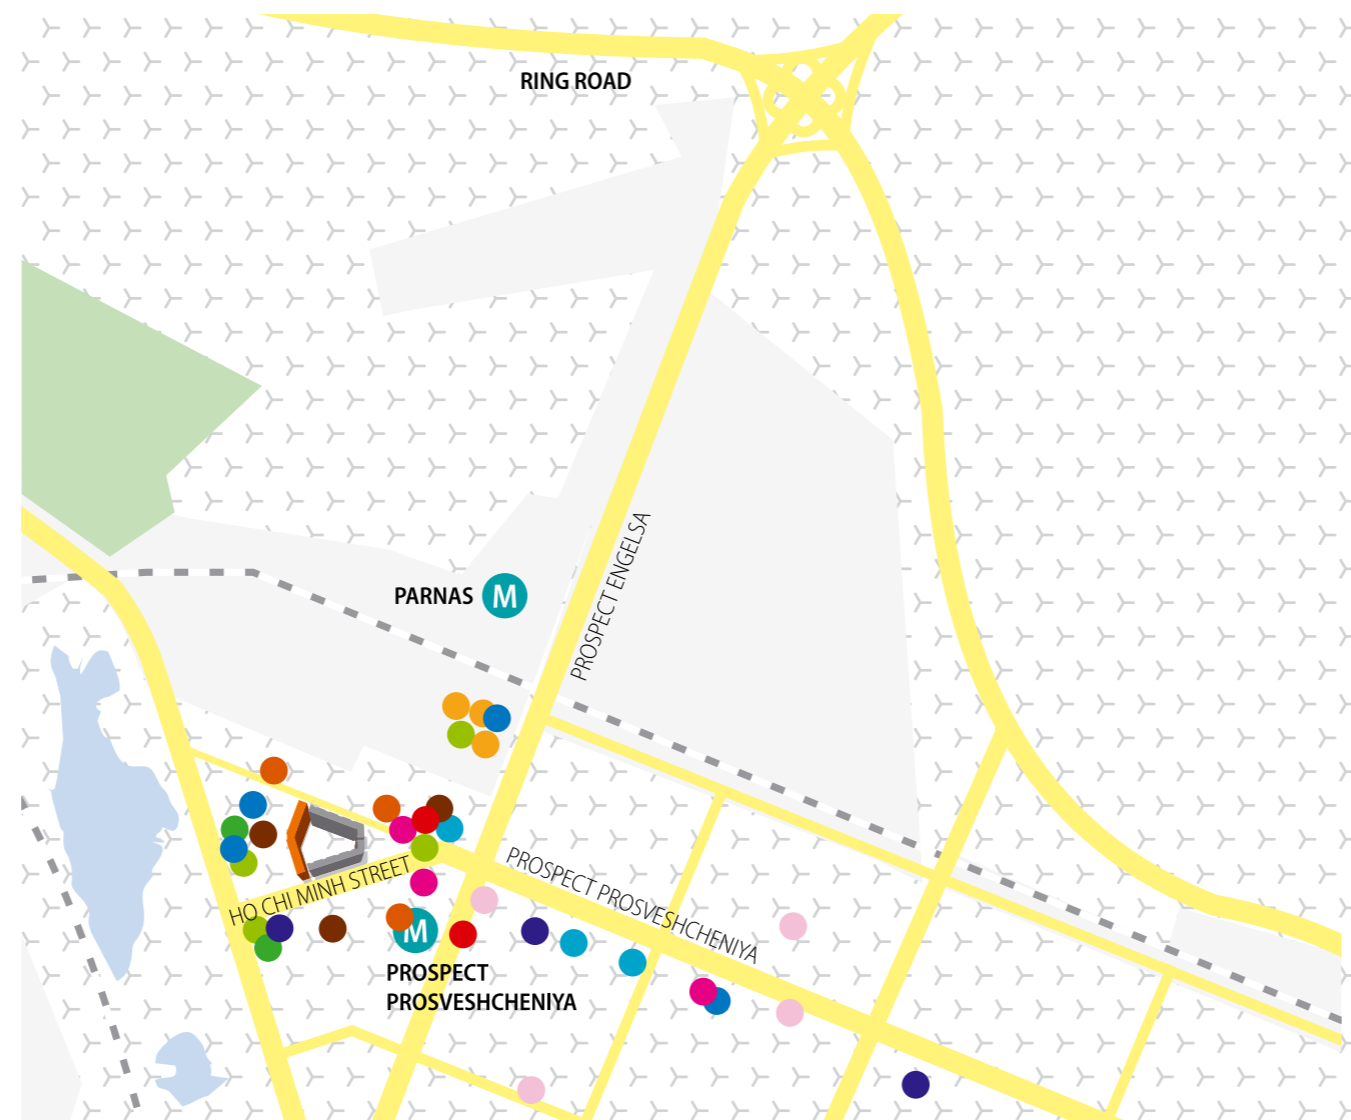 RING ROAD
PROSPECT ENGELSA
PARNAS M
PROSPECT PROSVESHCHENIYA
HO CHI MINH STREET
M
PROSPECT
PROSVESHCHENIYA